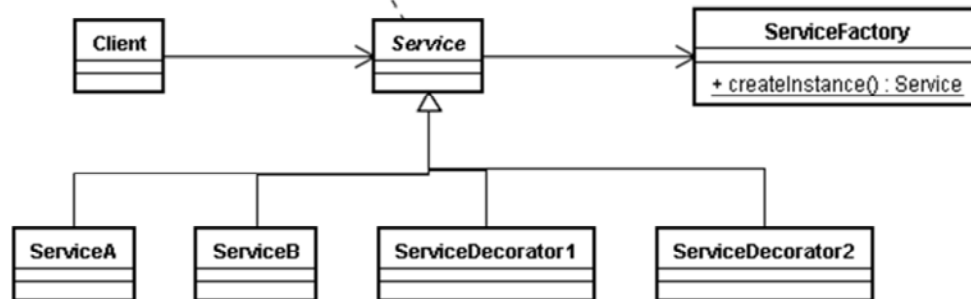 Client
Service
ServiceFactory
+ createInstance() : Service
ServiceA
ServiceB
ServiceDecorator1
ServiceDecorator2